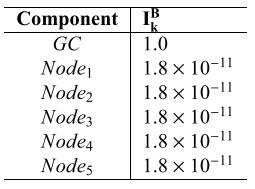 Component I_k^B
GC 1.0
Node₁ 1.8 × 10⁻¹¹
Node₂ 1.8 × 10⁻¹¹
Node₃ 1.8 × 10⁻¹¹
Node₄ 1.8 × 10⁻¹¹
Node₅ 1.8 × 10⁻¹¹